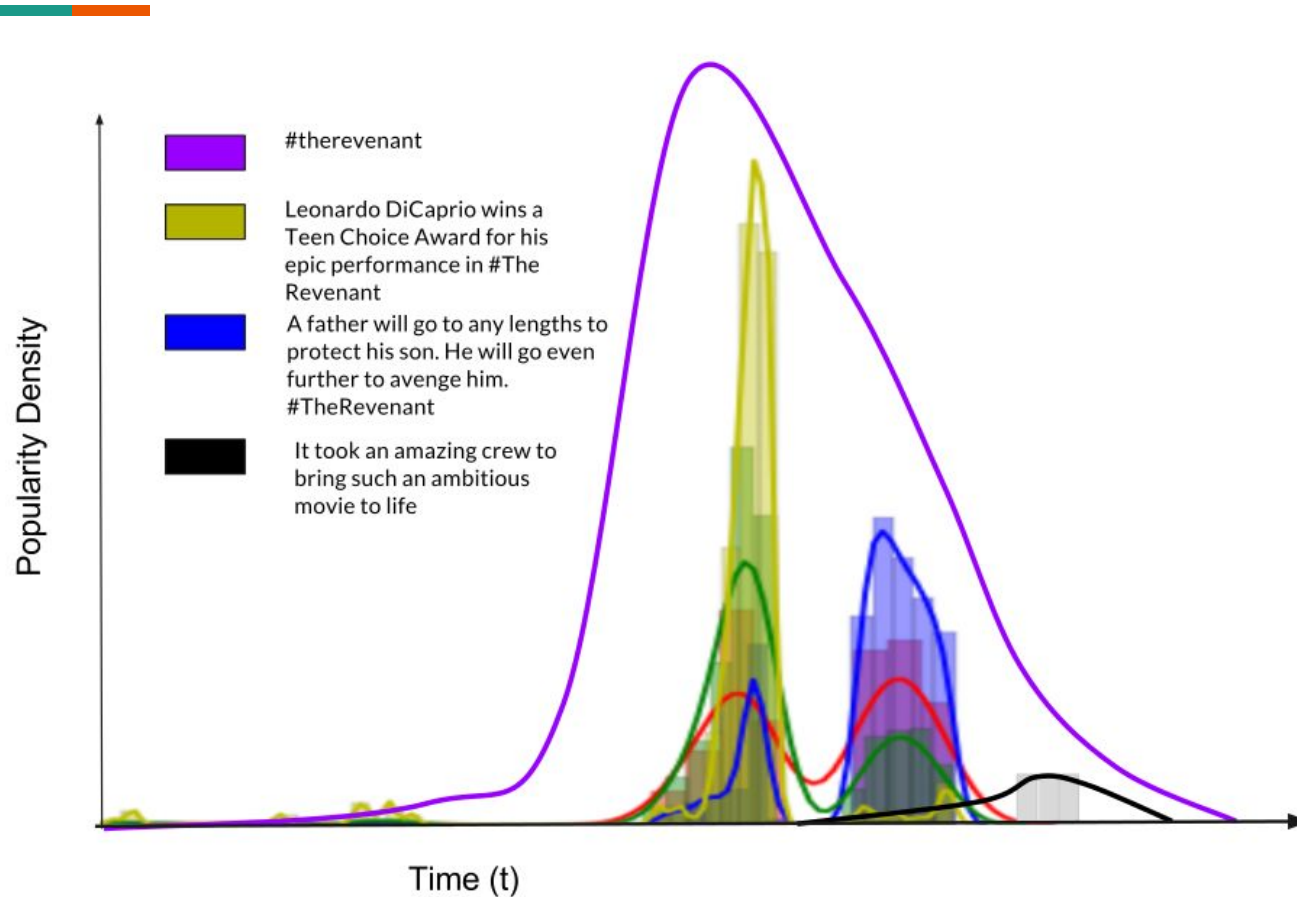 #therevenant
Leonardo DiCaprio wins a
Teen Choice Award for his
epic performance in #The
Revenant
A father will go to any lengths to
protect his son. He will go even
further to avenge him.
#TheRevenant
It took an amazing crew to
bring such an ambitious
movie to life
Popularity Density
Time (t)